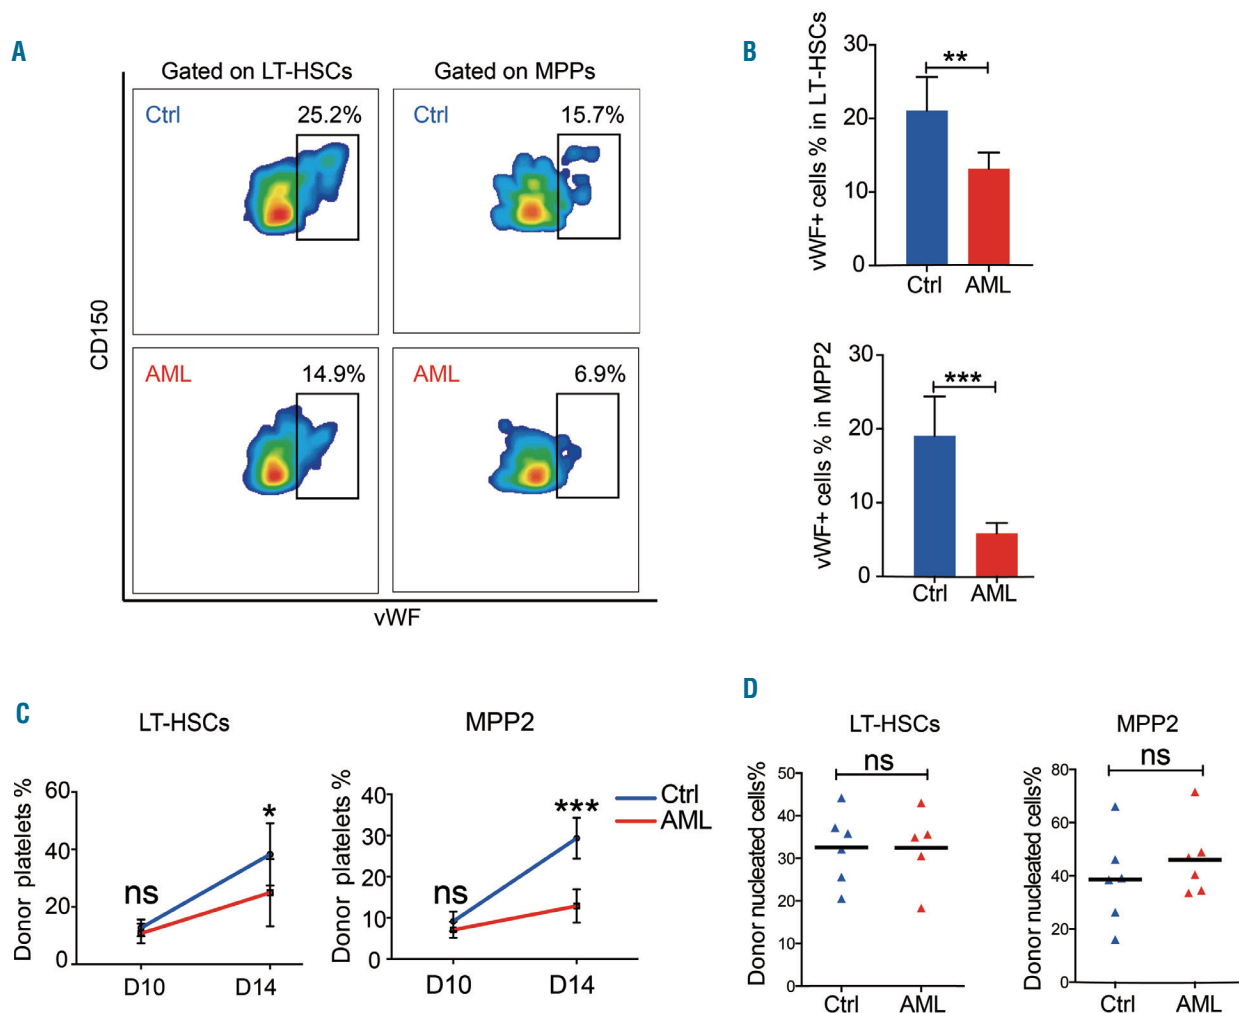 A
Gated on LT-HSCs
Gated on MPPs
Ctrl
25.2%
Ctrl
15.7%
AML
14.9%
AML
6.9%
CD150
vWF
B
vWF+ cells % in LT-HSCs
30
20
10
0
**
Ctrl
AML
vWF+ cells % in MPP2
30
20
10
0
***
Ctrl
AML
C
LT-HSCs
Donor platelets %
60
40
20
0
ns
*
D10
D14
MPP2
Donor platelets %
40
30
20
10
0
ns
***
D10
D14
Ctrl
AML
D
LT-HSCs
Donor nucleated cells%
50
40
30
20
10
0
ns
Ctrl
AML
MPP2
Donor nucleated cells%
80
60
40
20
0
ns
Ctrl
AML